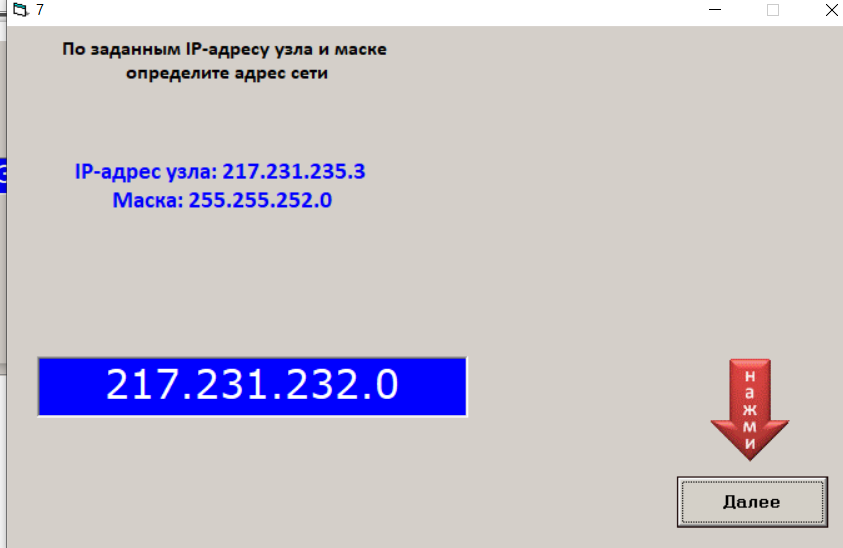 7
По заданным IP-адресу узла и маске
определите адрес сети
IP-адрес узла: 217.231.235.3
Маска: 255.255.252.0
217.231.232.0
нажми
Далее